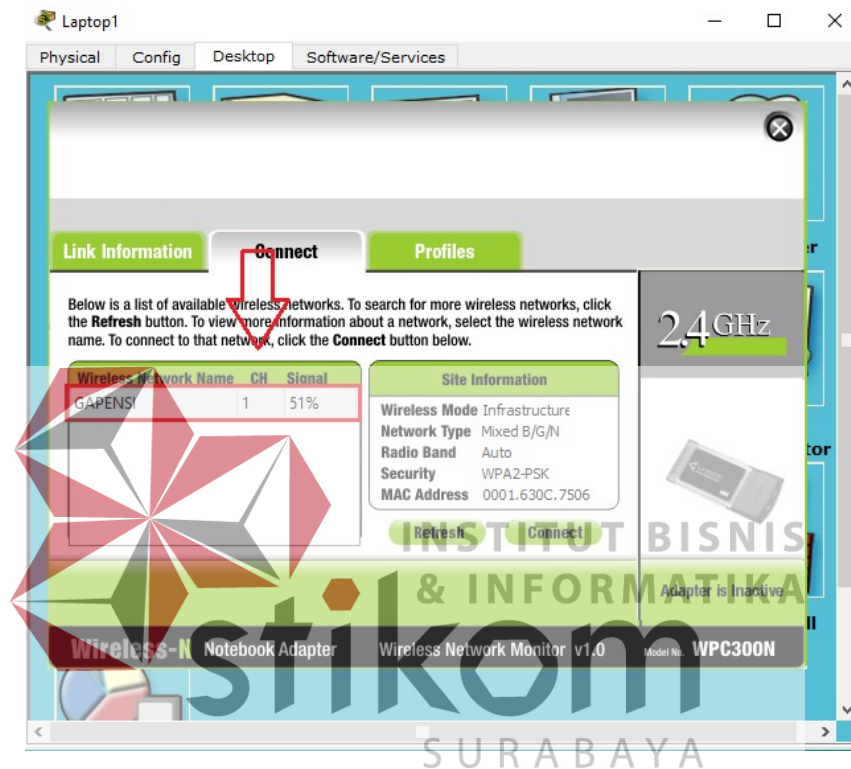 Laptop1
Physical Config Desktop Software/Services
Link Information Connect Profiles
Below is a list of available wireless networks. To search for more wireless networks, click
the Refresh button. To view more information about a network, select the wireless network
name. To connect to that network, click the Connect button below.
2.4GHz
Wireless Network Name CH Signal
GAPENSI 1 51%
Site Information
Wireless Mode Infrastructure
Network Type Mixed B/G/N
Radio Band Auto
Security WPA2-PSK
MAC Address 0001.630C.7506
Refresh Connect
INSTITUT BISNIS
& INFORMATIKA
Adapter is Inactive
stikom
Wireless-N Notebook Adapter Wireless Network Monitor v1.0 Model No. WPC300N
SURABAYA